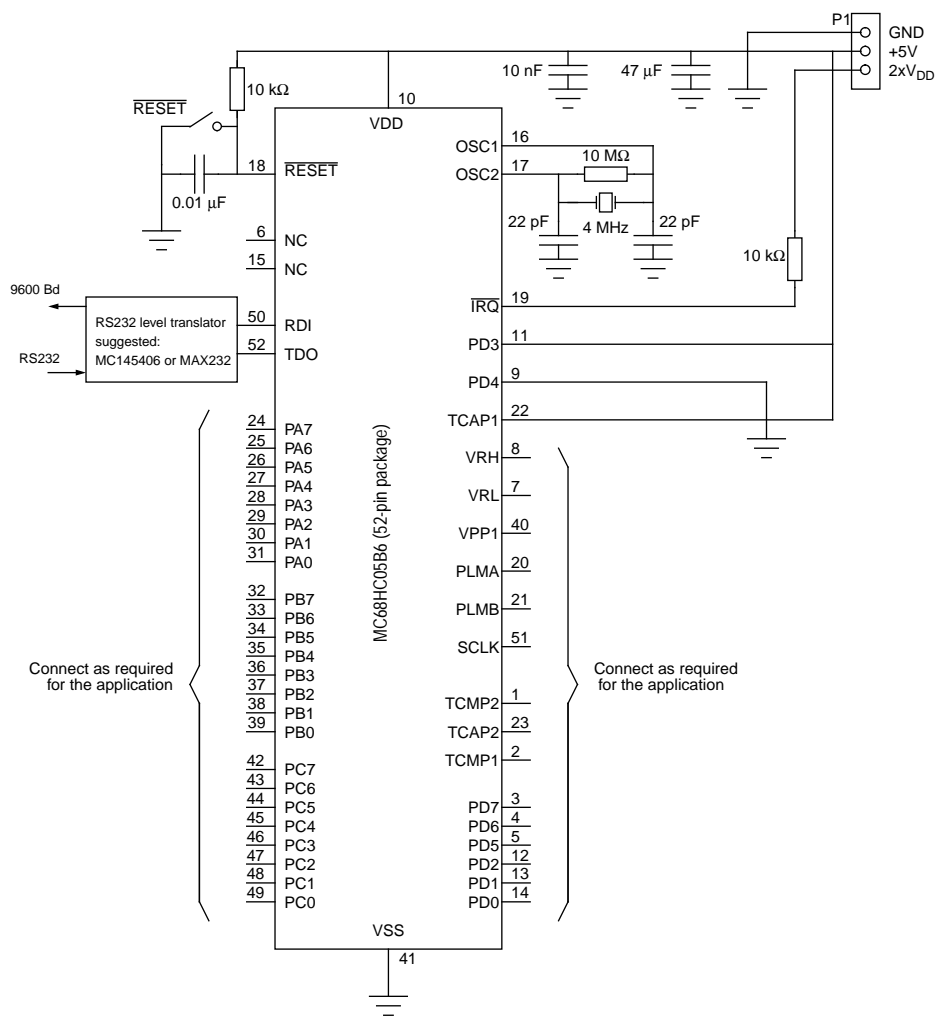 P1
GND
+5V
2xVDD
10 nF
47 µF
10 kΩ
RESET
10
VDD
18
RESET
0.01 µF
6
NC
15
NC
9600 Bd
RS232
RS232 level translator
suggested:
MC145406 or MAX232
50
RDI
52
TDO
OSC1
16
OSC2
17
10 MΩ
22 pF
4 MHz
22 pF
10 kΩ
IRQ
19
PD3
11
PD4
9
TCAP1
22
24
PA7
25
PA6
26
PA5
27
PA4
28
PA3
29
PA2
30
PA1
31
PA0
32
PB7
33
PB6
34
PB5
35
PB4
36
PB3
37
PB2
38
PB1
39
PB0
42
PC7
43
PC6
44
PC5
45
PC4
46
PC3
47
PC2
48
PC1
49
PC0
Connect as required
for the application
MC68HC05B6 (52-pin package)
VRH
8
VRL
7
VPP1
40
PLMA
20
PLMB
21
SCLK
51
TCMP2
1
TCAP2
23
TCMP1
2
PD7
3
PD6
4
PD5
5
PD2
12
PD1
13
PD0
14
Connect as required
for the application
VSS
41